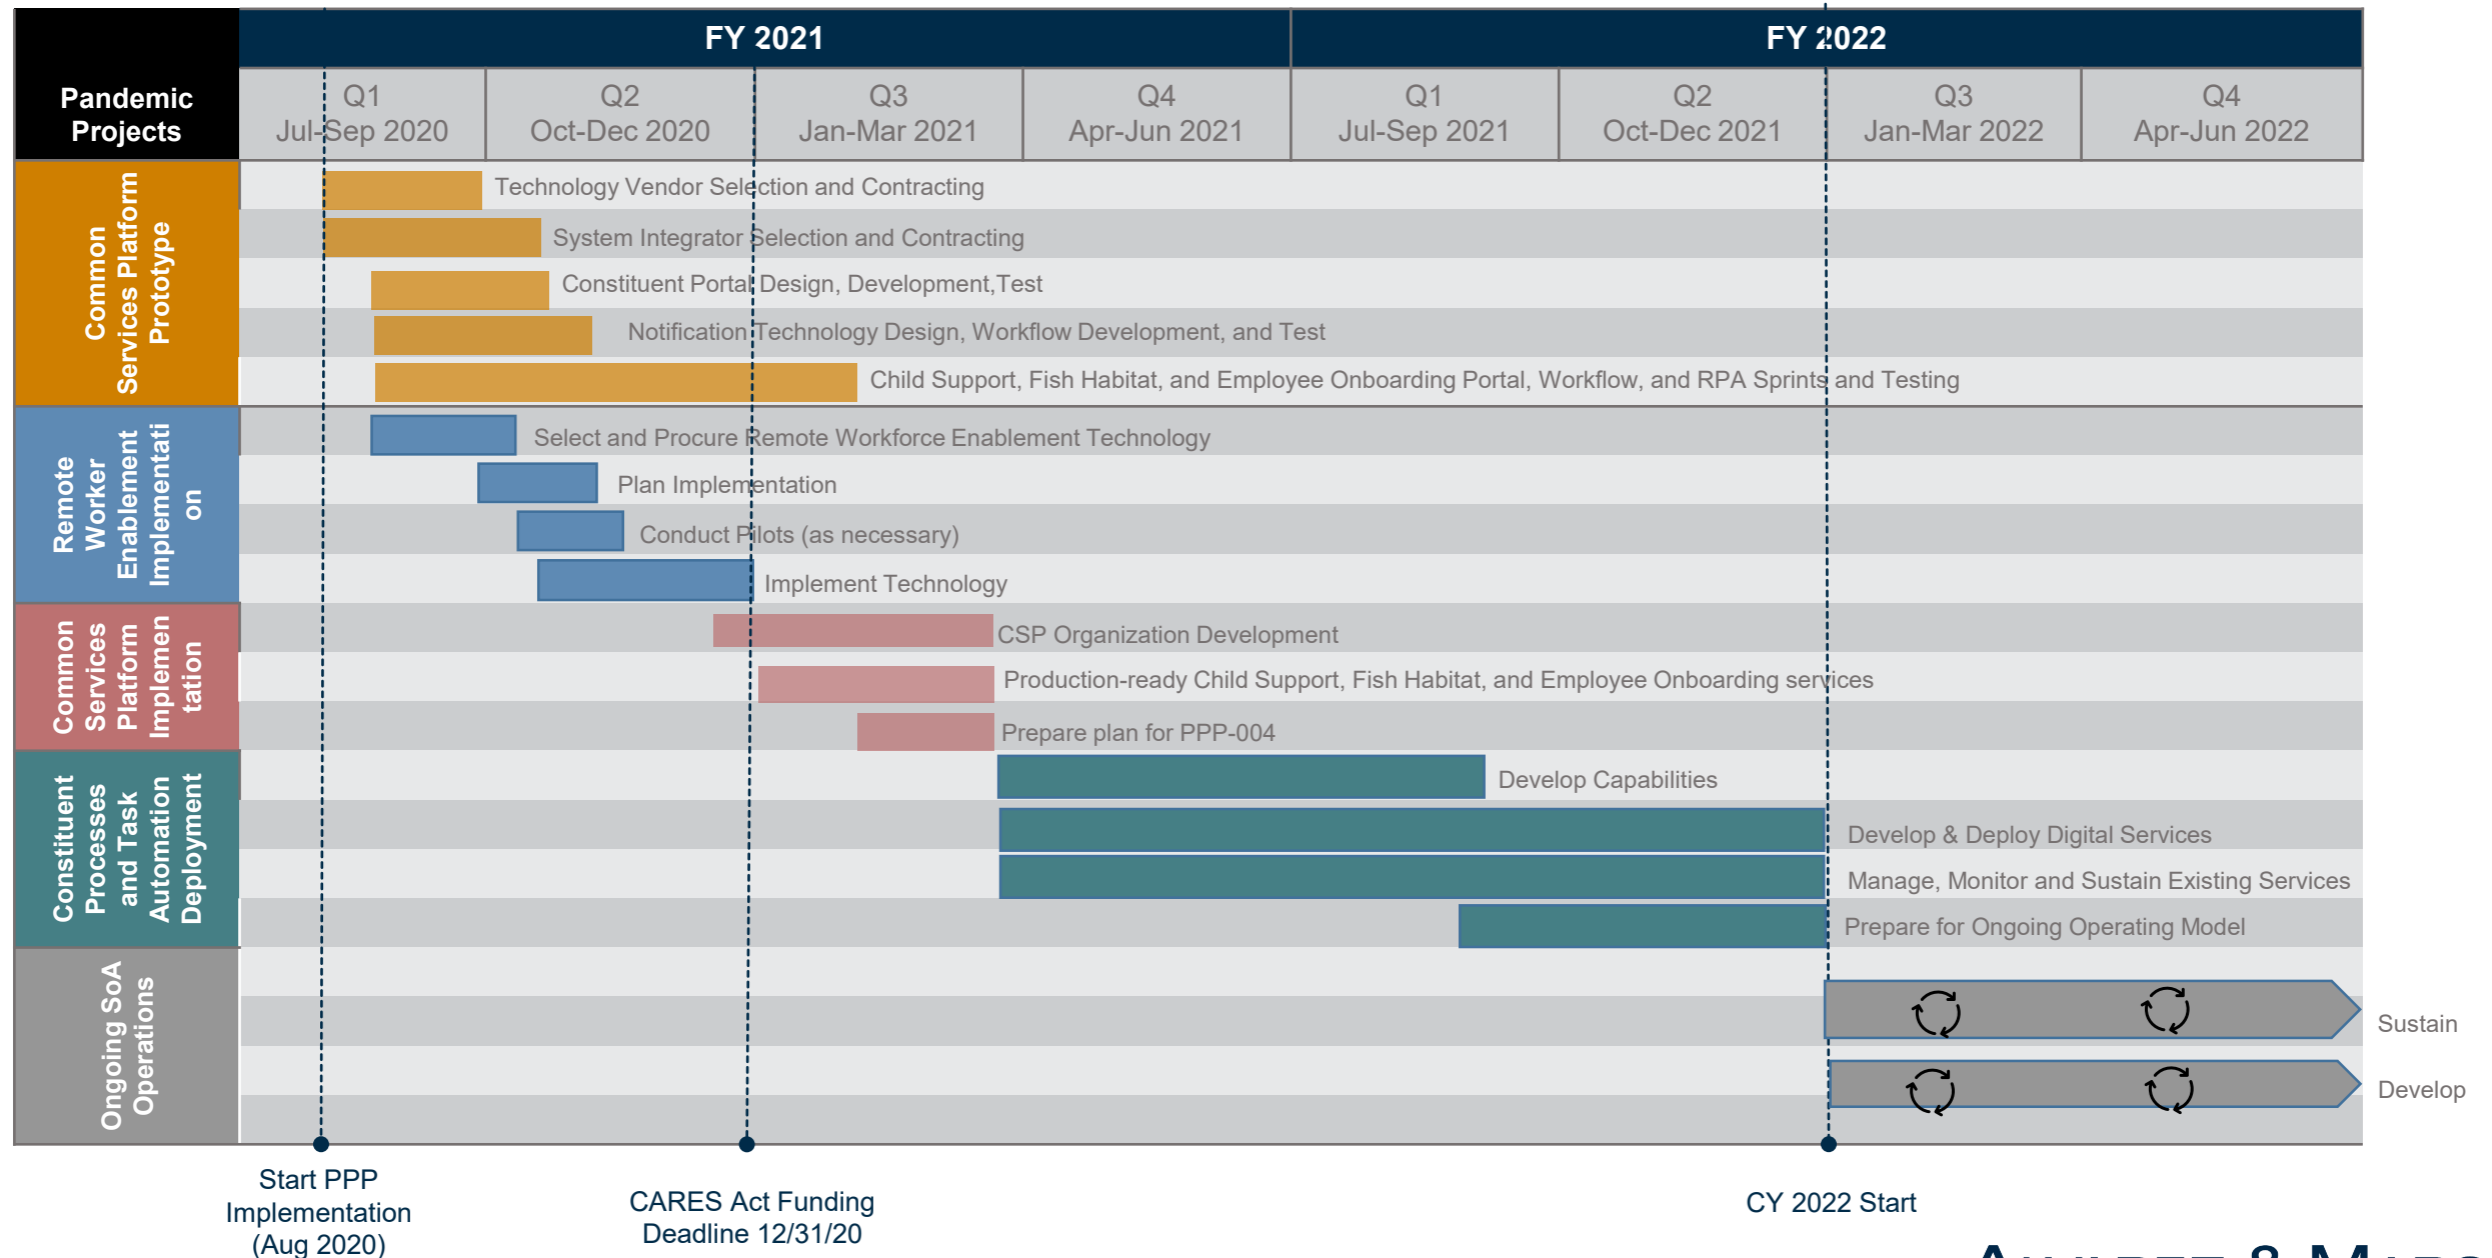 FY 2021
FY 2022
Pandemic
Projects
Q1
Jul-Sep 2020
Q2
Oct-Dec 2020
Q3
Jan-Mar 2021
Q4
Apr-Jun 2021
Q1
Jul-Sep 2021
Q2
Oct-Dec 2021
Q3
Jan-Mar 2022
Q4
Apr-Jun 2022
Common
Services Platform
Prototype
Technology Vendor Selection and Contracting
System Integrator Selection and Contracting
Constituent Portal Design, Development,Test
Notification Technology Design, Workflow Development, and Test
Child Support, Fish Habitat, and Employee Onboarding Portal, Workflow, and RPA Sprints and Testing
Remote
Worker
Enablement
Implementati
on
Select and Procure Remote Workforce Enablement Technology
Plan Implementation
Conduct Pilots (as necessary)
Implement Technology
Common
Services
Platform
Implemen
tation
CSP Organization Development
Production-ready Child Support, Fish Habitat, and Employee Onboarding services
Prepare plan for PPP-004
Constituent
Processes
and Task
Automation
Deployment
Develop Capabilities
Develop & Deploy Digital Services
Manage, Monitor and Sustain Existing Services
Prepare for Ongoing Operating Model
Ongoing SoA
Operations
Sustain
Develop
Start PPP
Implementation
(Aug 2020)
CARES Act Funding
Deadline 12/31/20
CY 2022 Start